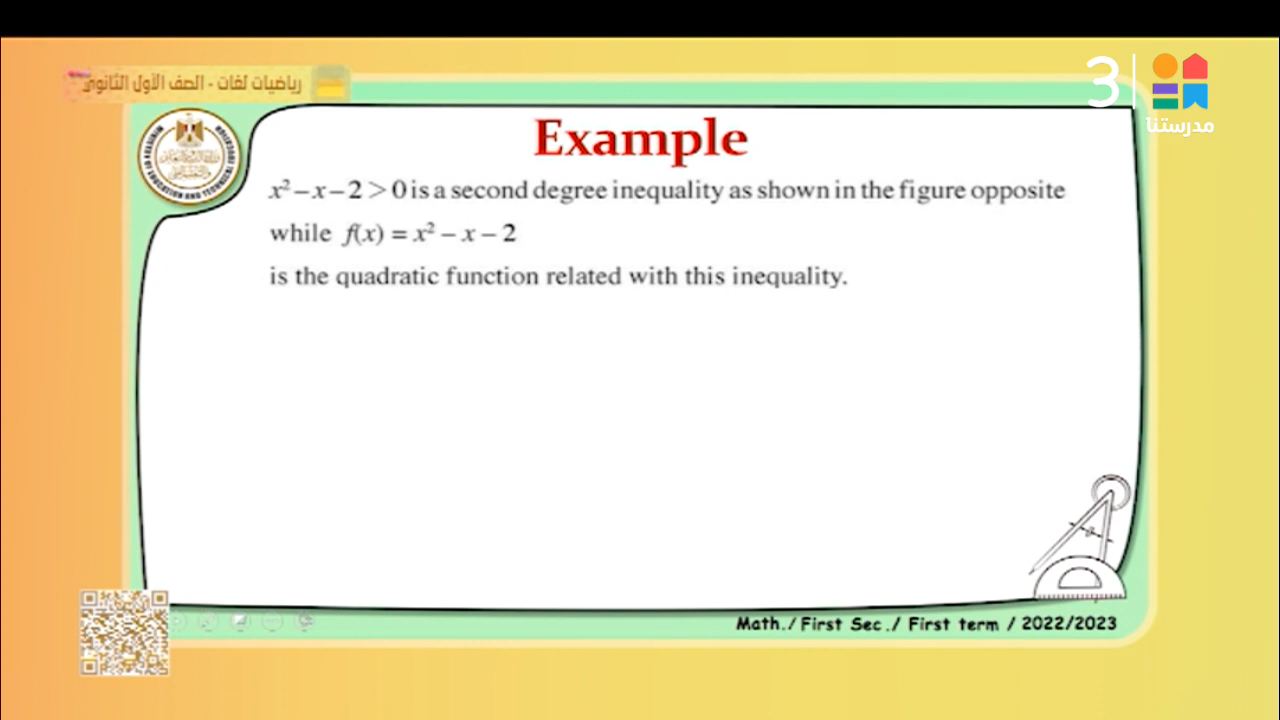 رياضيات لغات - الصف الأول الثانوي
3
مدرستنا
Example
x² – x – 2 > 0 is a second degree inequality as shown in the figure opposite
while f(x) = x² – x – 2
is the quadratic function related with this inequality.
Math./ First Sec./ First term / 2022/2023